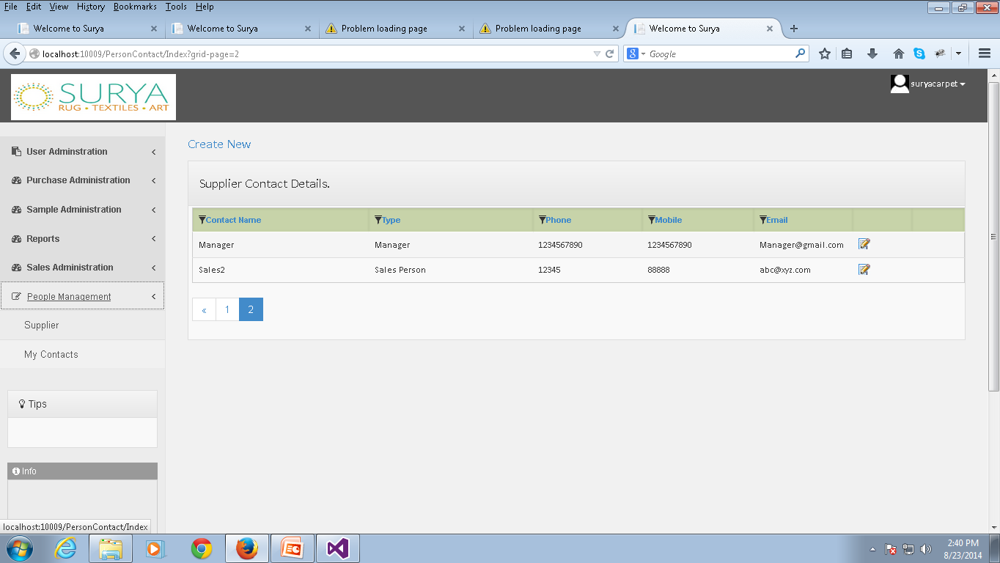 File Edit View History Bookmarks Tools Help
Welcome to Surya Welcome to Surya Problem loading page Problem loading page Welcome to Surya
localhost:10009/PersonContact/Index?grid-page=2 Google
SURYA
RUG • TEXTILES • ART
suryacarpet
User Adminstration
Purchase Administration
Sample Administration
Reports
Sales Administration
People Management
Supplier
My Contacts
Tips
Info
Create New
Supplier Contact Details.
Contact Name Type Phone Mobile Email
Manager Manager 1234567890 1234567890 Manager@gmail.com
Sales2 Sales Person 12345 88888 abc@xyz.com
« 1 2
localhost:10009/PersonContact/Index
2:40 PM
8/23/2014